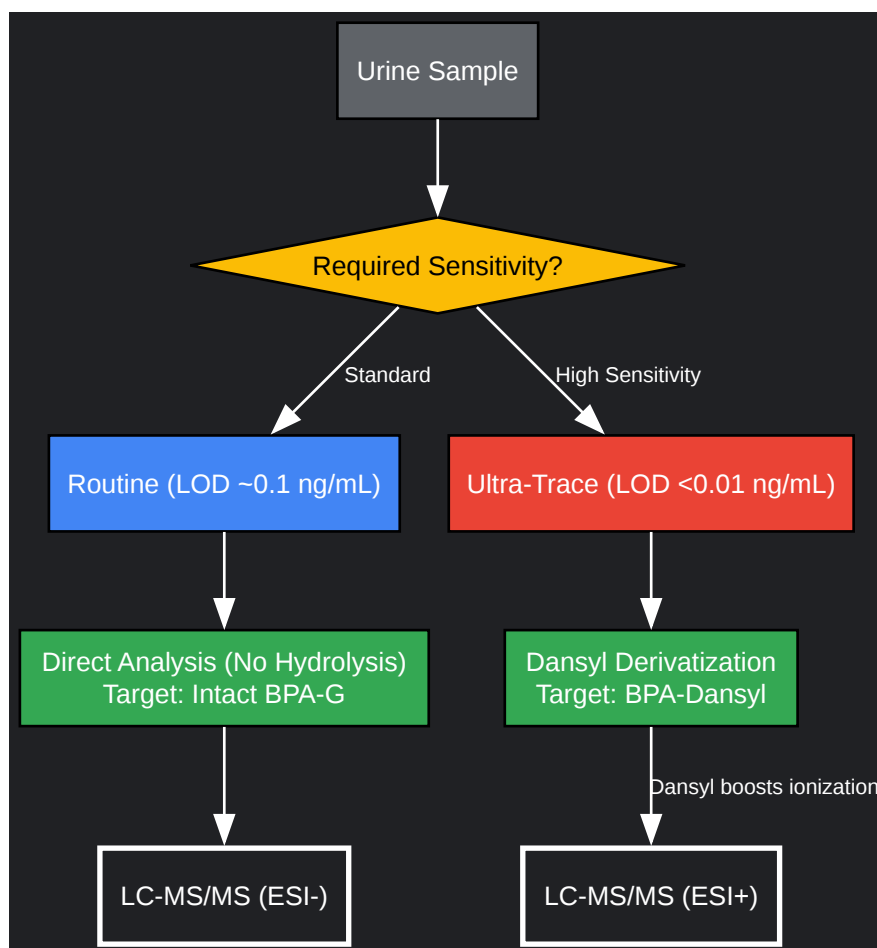 Urine Sample
Required Sensitivity?
Standard
High Sensitivity
Routine (LOD ~0.1 ng/mL)
Ultra-Trace (LOD <0.01 ng/mL)
Direct Analysis (No Hydrolysis)
Target: Intact BPA-G
Dansyl Derivatization
Target: BPA-Dansyl
Dansyl boosts ionization
LC-MS/MS (ESI-)
LC-MS/MS (ESI+)